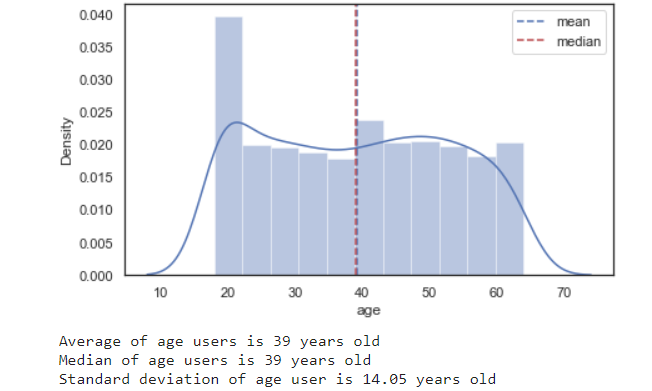 0.040
0.035
0.030
0.025
0.020
0.015
0.010
0.005
0.000
Density
mean
median
10 20 30 40 50 60 70
age
Average of age users is 39 years old
Median of age users is 39 years old
Standard deviation of age user is 14.05 years old